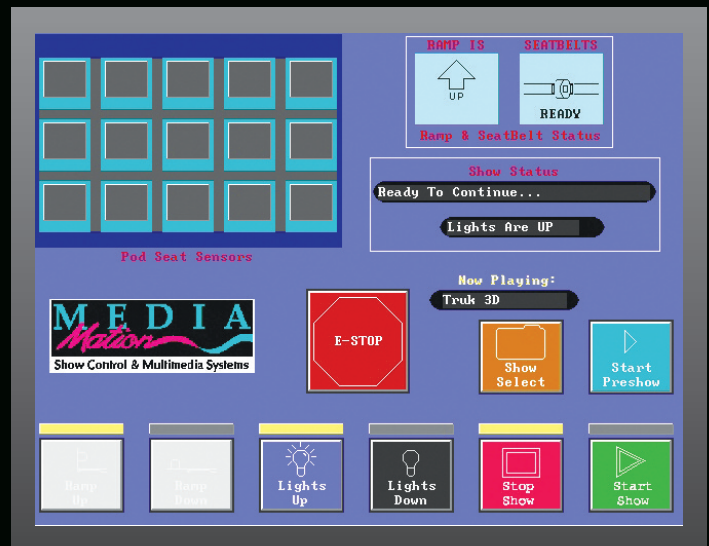 RAMP IS
SEATBELTS
UP
READY
Ramp & SeatBelt Status
Show Status
Ready To Continue...
Lights Are UP
Pod Seat Sensors
Now Playing:
Truk 3D
MEDIA
Mation
Show Control & Multimedia Systems
E-STOP
Show
Select
Start
Preshow
Ramp
Up
Ramp
Down
Lights
Up
Lights
Down
Stop
Show
Start
Show